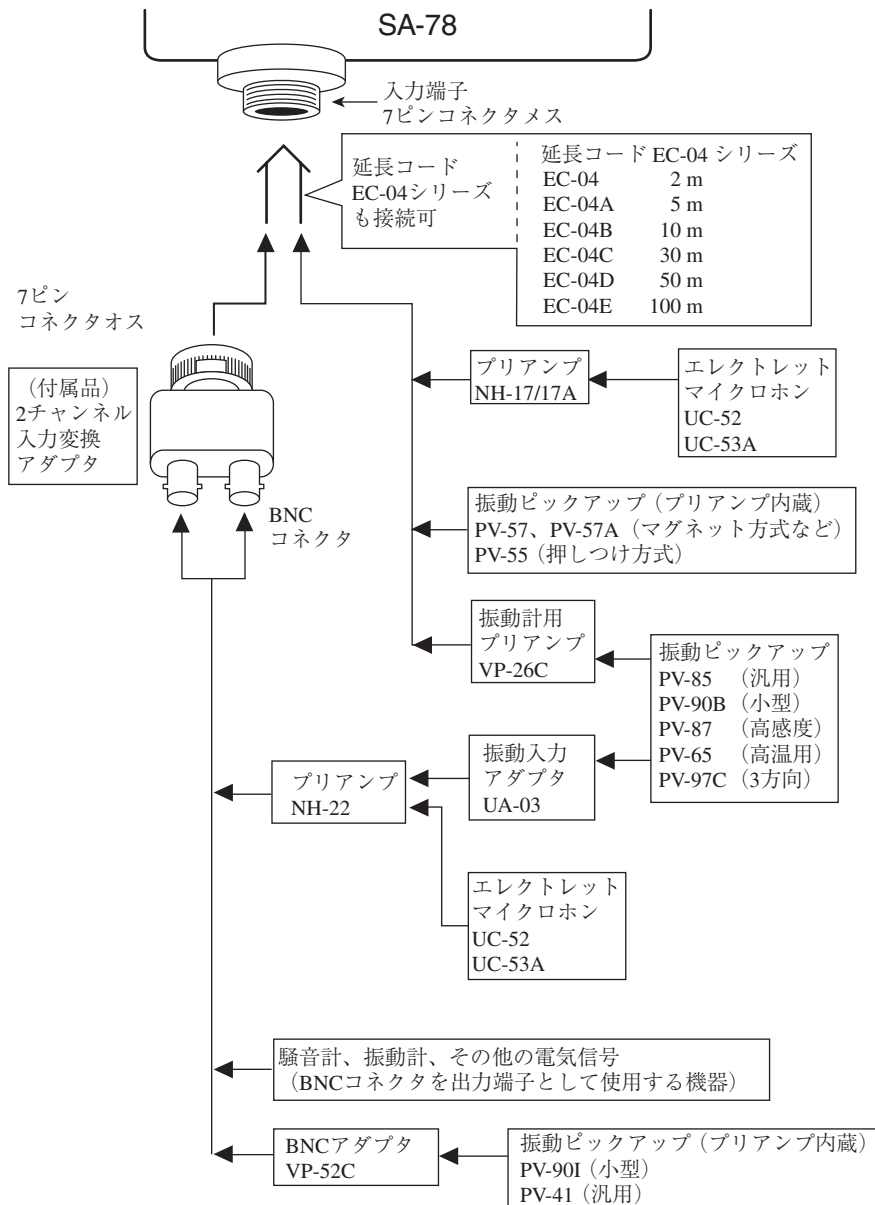 SA-78
入力端子
7ピンコネクタメス
延長コード
EC-04シリーズ
も接続可
延長コード EC-04 シリーズ
EC-04 2 m
EC-04A 5 m
EC-04B 10 m
EC-04C 30 m
EC-04D 50 m
EC-04E 100 m
7ピン
コネクタオス
（付属品）
2チャンネル
入力変換
アダプタ
BNC
コネクタ
プリアンプ
NH-17/17A
エレクトレット
マイクロホン
UC-52
UC-53A
振動ピックアップ（プリアンプ内蔵）
PV-57、PV-57A（マグネット方式など）
PV-55（押しつけ方式）
振動計用
プリアンプ
VP-26C
振動ピックアップ
PV-85 （汎用）
PV-90B（小型）
PV-87 （高感度）
PV-65 （高温用）
PV-97C（3方向）
振動入力
アダプタ
UA-03
プリアンプ
NH-22
エレクトレット
マイクロホン
UC-52
UC-53A
騒音計、振動計、その他の電気信号
（BNCコネクタを出力端子として使用する機器）
BNCアダプタ
VP-52C
振動ピックアップ（プリアンプ内蔵）
PV-90I（小型）
PV-41（汎用）